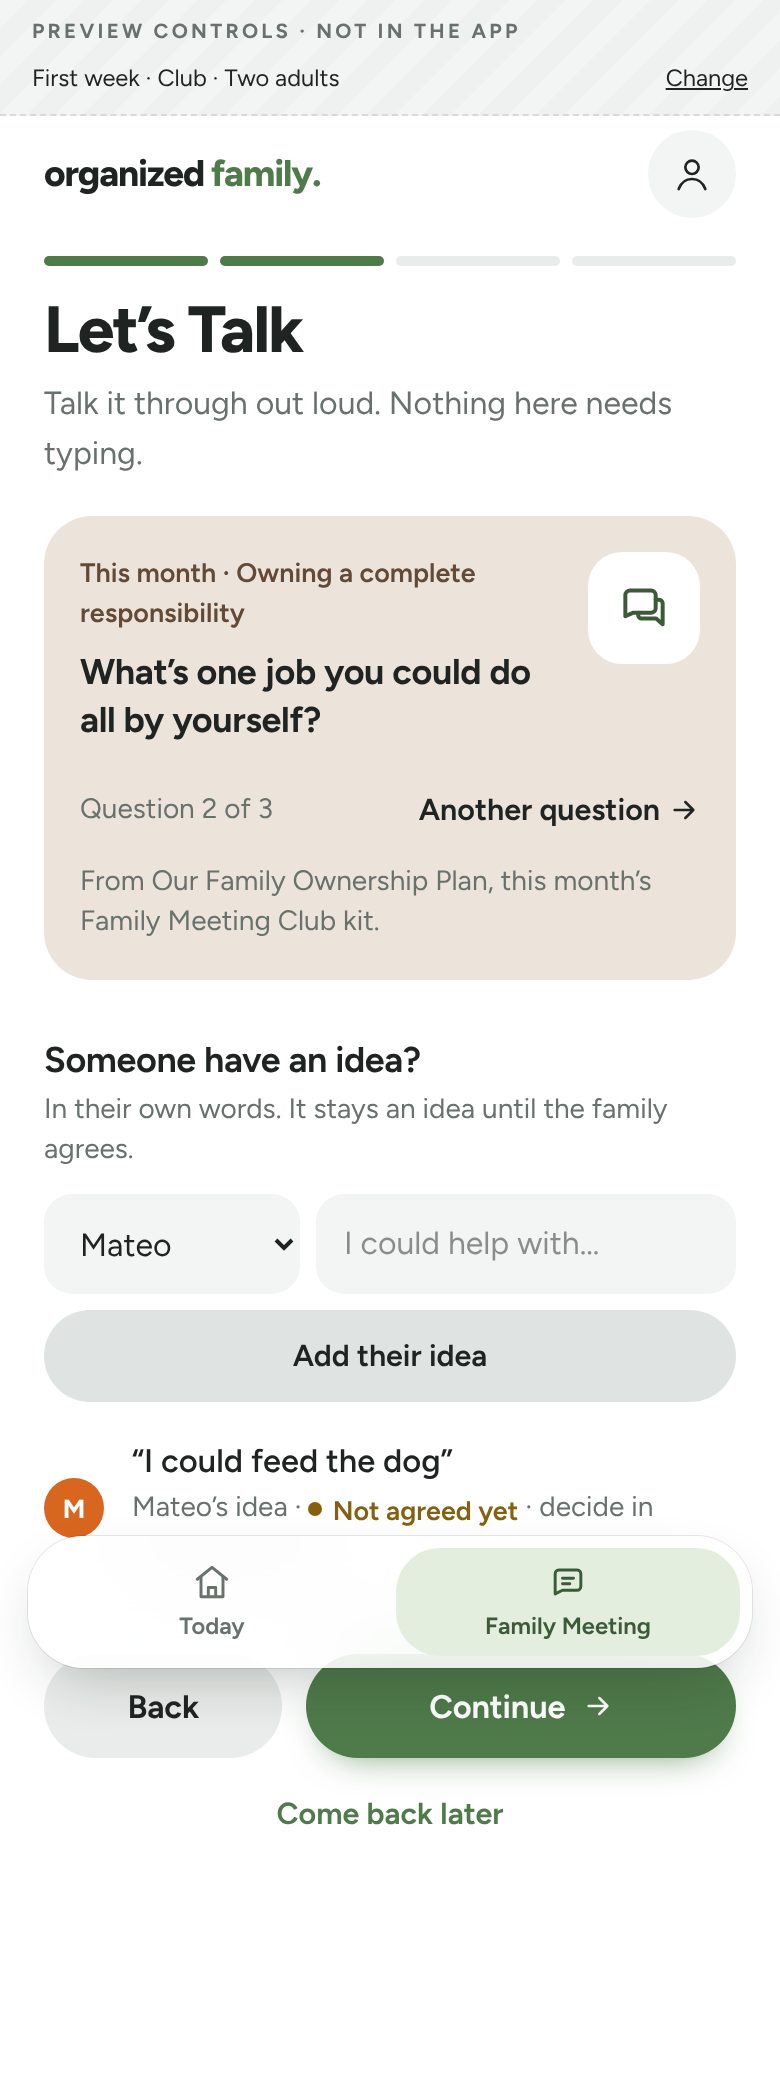 PREVIEW CONTROLS · NOT IN THE APP
First week · Club · Two adults
Change
organized family.
Let’s Talk
Talk it through out loud. Nothing here needs
typing.
This month · Owning a complete
responsibility
What’s one job you could do
all by yourself?
Question 2 of 3
Another question →
From Our Family Ownership Plan, this month’s
Family Meeting Club kit.
Someone have an idea?
In their own words. It stays an idea until the family
agrees.
Mateo
I could help with...
Add their idea
“I could feed the dog”
M
Mateo’s idea · ● Not agreed yet · decide in
Today
Family Meeting
Back
Continue →
Come back later